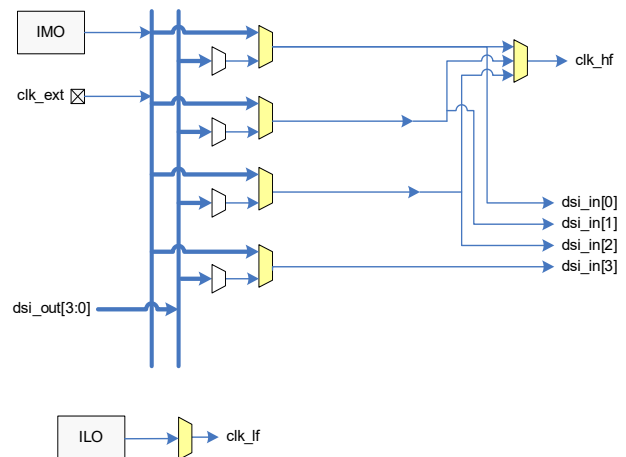 IMO
clk_ext
clk_hf
dsi_in[0]
dsi_in[1]
dsi_in[2]
dsi_in[3]
dsi_out[3:0]
ILO
clk_lf